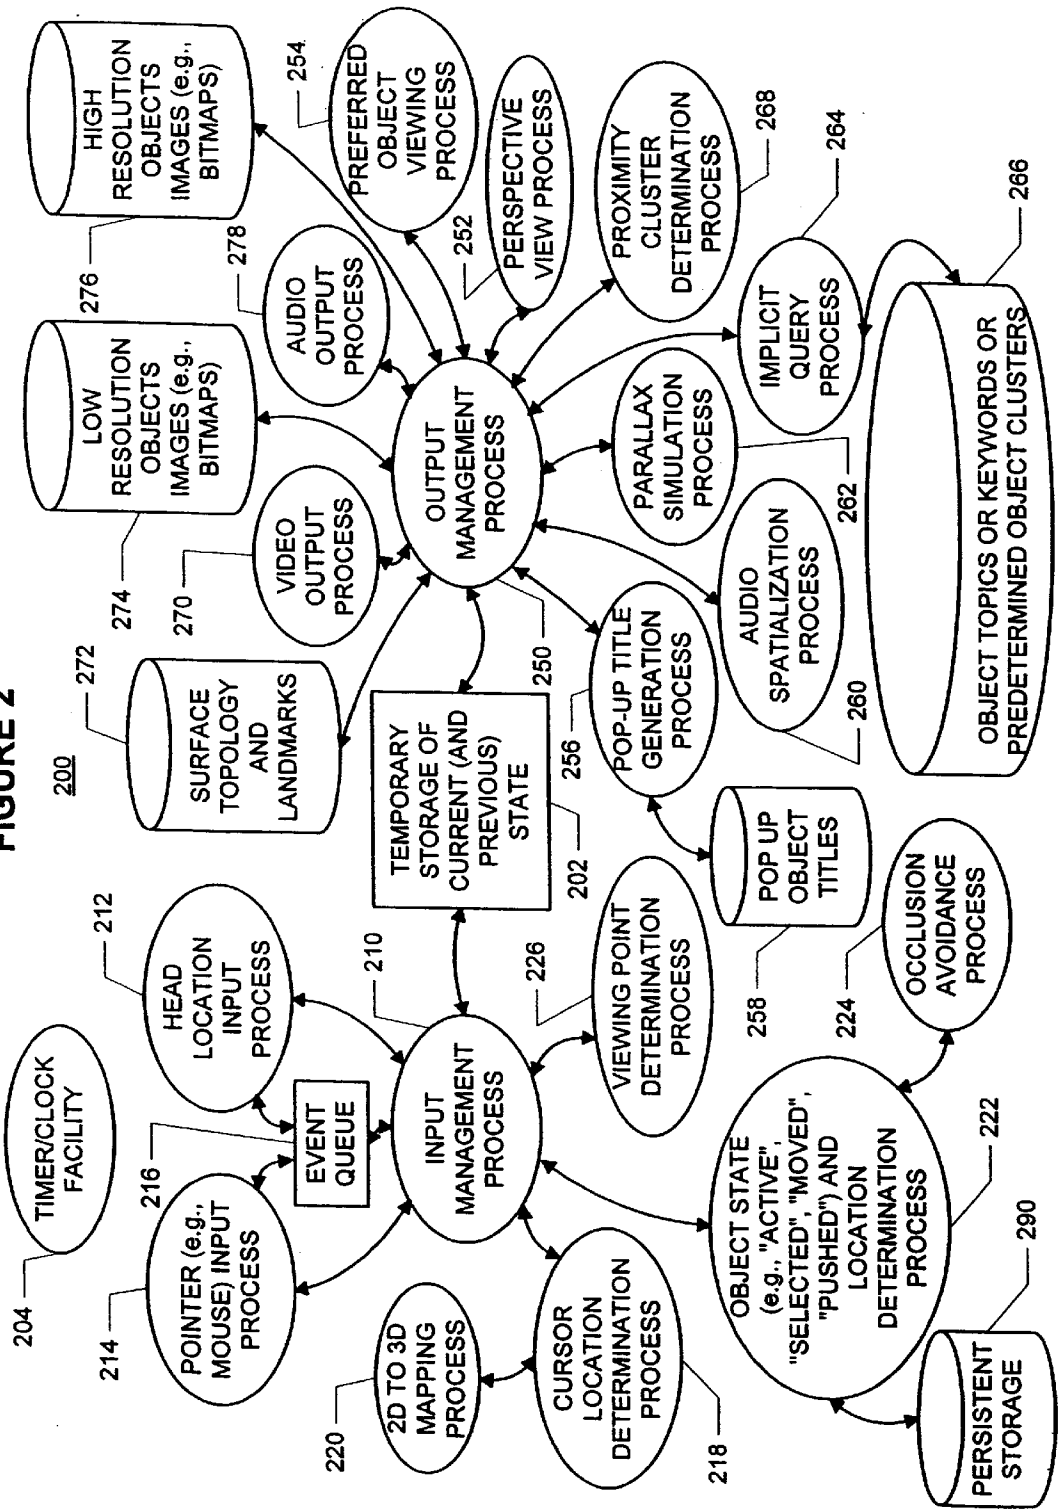 FIGURE 2
200
204
TIMER/CLOCK
FACILITY
214
POINTER (e.g.,
MOUSE) INPUT
PROCESS
216
EVENT
QUEUE
212
HEAD
LOCATION
INPUT
PROCESS
220
2D TO 3D
MAPPING
PROCESS
210
INPUT
MANAGEMENT
PROCESS
CURSOR
LOCATION
DETERMINATION
PROCESS
218
226
VIEWING POINT
DETERMINATION
PROCESS
OBJECT STATE
(e.g., "ACTIVE",
"SELECTED", "MOVED",
"PUSHED") AND
LOCATION
DETERMINATION
PROCESS
222
224
OCCLUSION
AVOIDANCE
PROCESS
290
PERSISTENT
STORAGE
TEMPORARY
STORAGE OF
CURRENT (AND
PREVIOUS)
STATE
202
272
SURFACE
TOPOLOGY
AND
LANDMARKS
270
VIDEO
OUTPUT
PROCESS
274
LOW
RESOLUTION
OBJECTS
IMAGES (e.g.,
BITMAPS)
278
AUDIO
OUTPUT
PROCESS
276
HIGH
RESOLUTION
OBJECTS
IMAGES (e.g.,
BITMAPS)
250
OUTPUT
MANAGEMENT
PROCESS
254
PREFERRED
OBJECT
VIEWING
PROCESS
252
PERSPECTIVE
VIEW PROCESS
PROXIMITY
CLUSTER
DETERMINATION
PROCESS
268
IMPLICIT
QUERY
PROCESS
264
PARALLAX
SIMULATION
PROCESS
262
AUDIO
SPATIALIZATION
PROCESS
260
256
POP-UP TITLE
GENERATION
PROCESS
POP UP
OBJECT
TITLES
258
266
OBJECT TOPICS OR KEYWORDS OR
PREDETERMINED OBJECT CLUSTERS